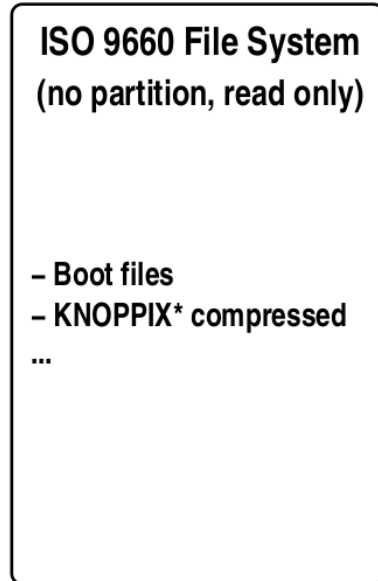 ISO 9660 File System
(no partition, read only)
– Boot files
– KNOPPIX* compressed
...